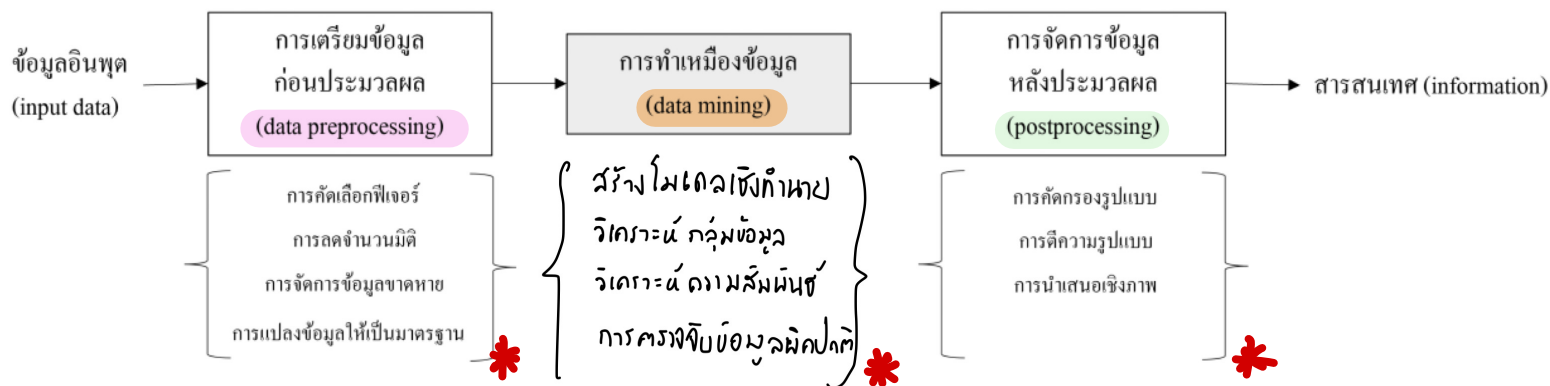 ข้อมูลอินพุต
(input data)
การเตรียมข้อมูล
ก่อนประมวลผล
(data preprocessing)
การคัดเลือกฟีเจอร์
การลดจำนวนมิติ
การจัดการข้อมูลขาดหาย
การแปลงข้อมูลให้เป็นมาตรฐาน
การทำเหมืองข้อมูล
(data mining)
สร้างโมเดลเชิงทำนาย
วิเคราะห์ กลุ่มข้อมูล
วิเคราะห์ ความสัมพันธ์
การตรวจจับข้อมูลผิดปกติ
การจัดการข้อมูล
หลังประมวลผล
(postprocessing)
การคัดกรองรูปแบบ
การตีความรูปแบบ
การนำเสนอเชิงภาพ
สารสนเทศ (information)